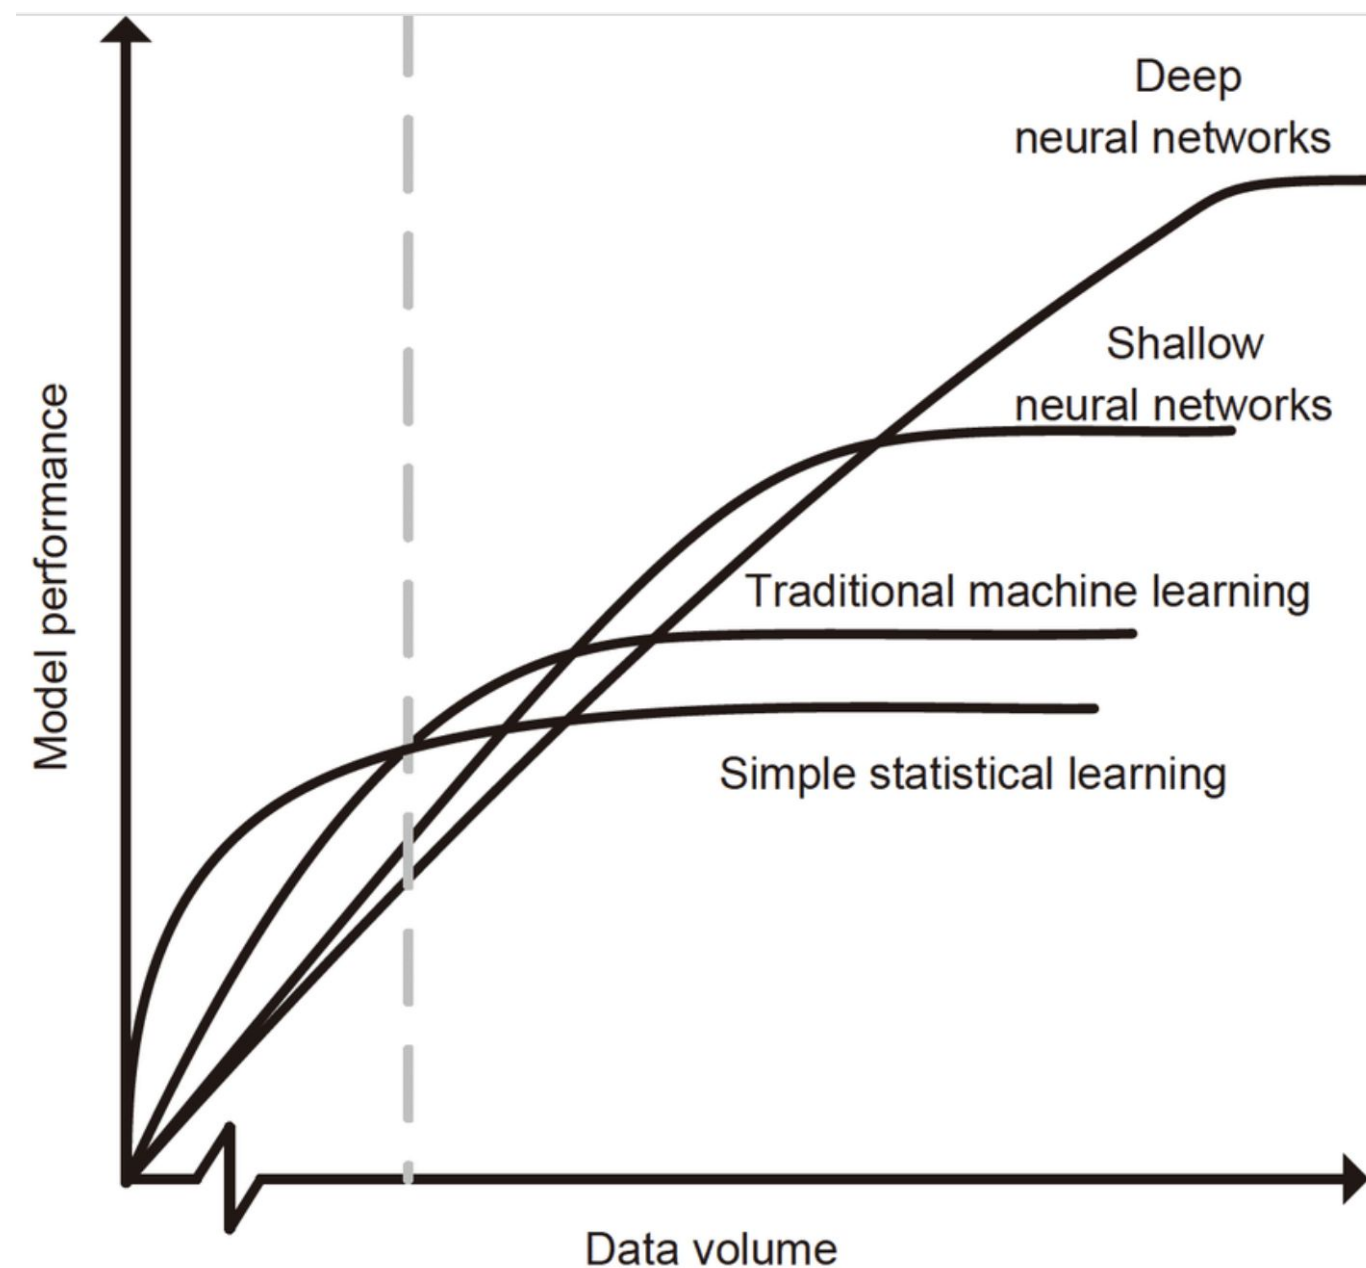 Deep
neural networks
Shallow
neural networks
Model performance
Traditional machine learning
Simple statistical learning
Data volume